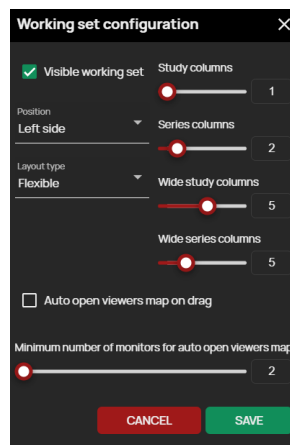 Working set configuration
Visible working set
Study columns
1
Position
Left side
Series columns
2
Layout type
Flexible
Wide study columns
5
Wide series columns
5
Auto open viewers map on drag
Minimum number of monitors for auto open viewers map
2
CANCEL
SAVE